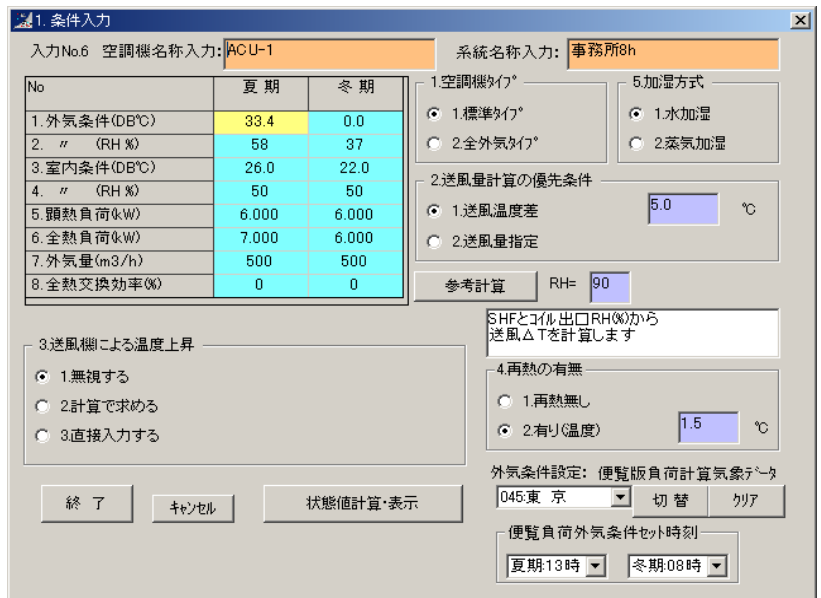 1. 条件入力
入力No.6 空調機名称入力: ACU-1 系統名称入力: 事務所8h
No 夏 期 冬 期
1.外気条件(DB℃) 33.4 0.0
2. 〃 (RH %) 58 37
3.室内条件(DB℃) 26.0 22.0
4. 〃 (RH %) 50 50
5.顕熱負荷(kW) 6.000 6.000
6.全熱負荷(kW) 7.000 6.000
7.外気量(m3/h) 500 500
8.全熱交換効率(%) 0 0
1.空調機ﾀｲﾌﾟ
1.標準ﾀｲﾌﾟ
2.全外気ﾀｲﾌﾟ
5.加湿方式
1.水加湿
2.蒸気加湿
2.送風量計算の優先条件
1.送風温度差 5.0 ℃
2.送風量指定
参考計算 RH= 90
SHFとｺｲﾙ出口RH(%)から
送風△Tを計算します
3.送風機による温度上昇
1.無視する
2.計算で求める
3.直接入力する
4.再熱の有無
1.再熱無し
2.有り(温度) 1.5 ℃
外気条件設定: 便覧版負荷計算気象ﾃﾞｰﾀ
045:東 京 切 替 ｸﾘｱ
終 了 ｷｬﾝｾﾙ 状態値計算・表示
便覧負荷外気条件ｾｯﾄ時刻
夏期:13時 冬期:08時